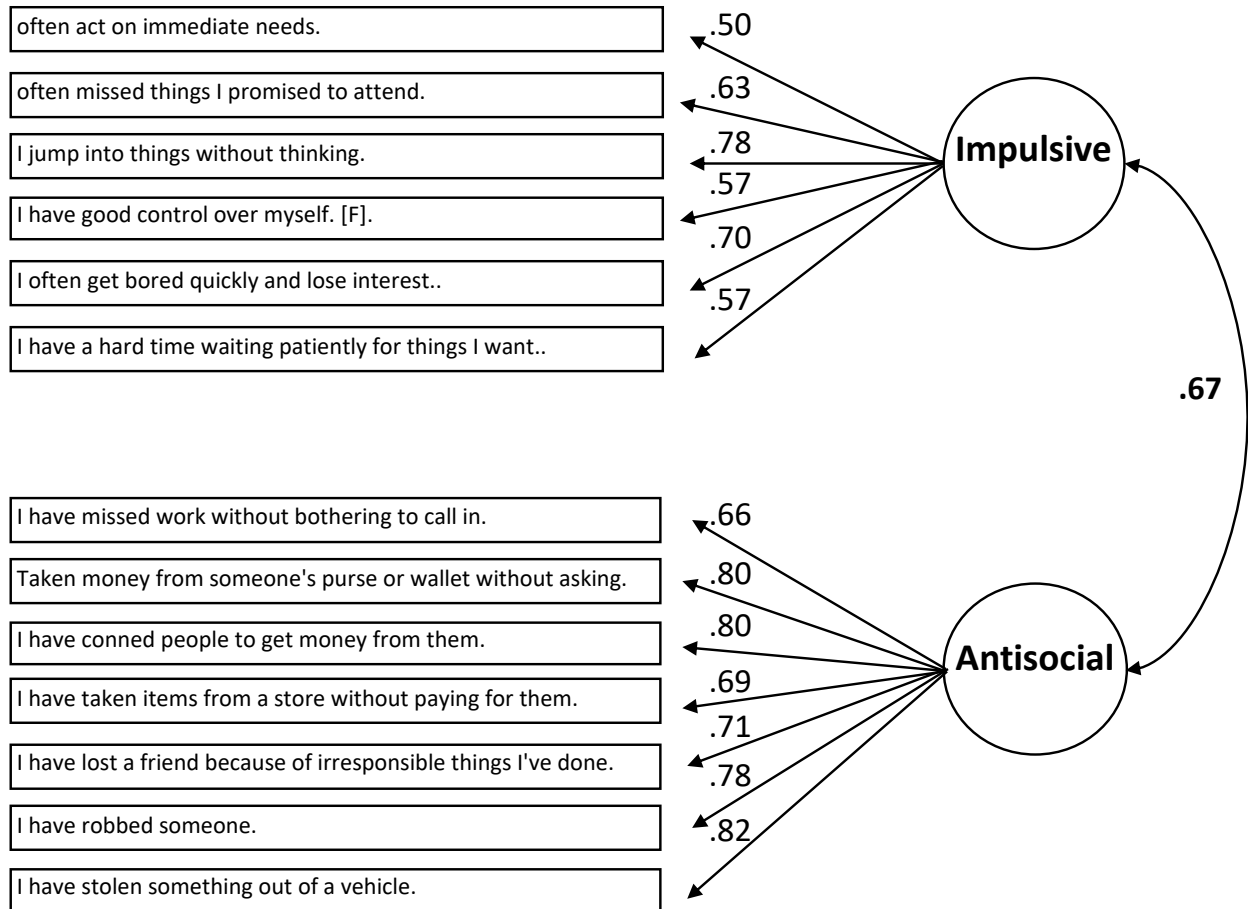 often act on immediate needs.
.50
often missed things I promised to attend.
.63
I jump into things without thinking.
.78
I have good control over myself. [F].
.57
I often get bored quickly and lose interest..
.70
I have a hard time waiting patiently for things I want..
.57
Impulsive
.67
I have missed work without bothering to call in.
.66
Taken money from someone's purse or wallet without asking.
.80
I have conned people to get money from them.
.80
I have taken items from a store without paying for them.
.69
I have lost a friend because of irresponsible things I've done.
.71
I have robbed someone.
.78
I have stolen something out of a vehicle.
.82
Antisocial